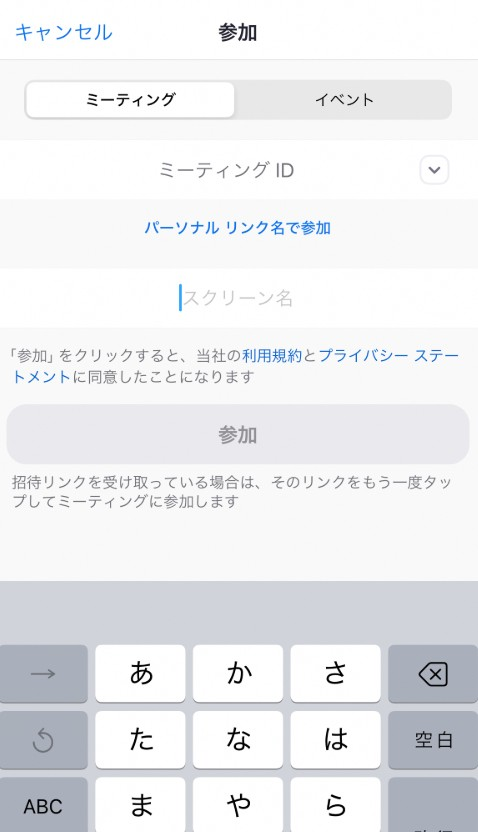 キャンセル
参加
ミーティング
イベント
ミーティング ID
パーソナル リンク名で参加
スクリーン名
「参加」をクリックすると、当社の利用規約とプライバシー ステー
トメントに同意したことになります
参加
招待リンクを受け取っている場合は、そのリンクをもう一度タッ
プしてミーティングに参加します
→ あ か さ
た な は 空白
ABC ま や ら